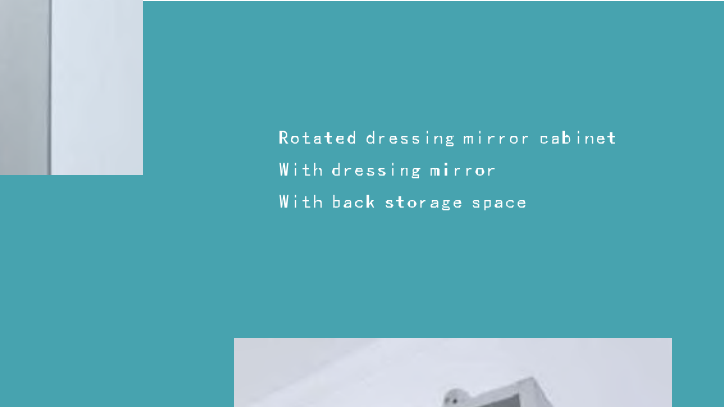 Rotated dressing mirror cabinet
With dressing mirror
With back storage space